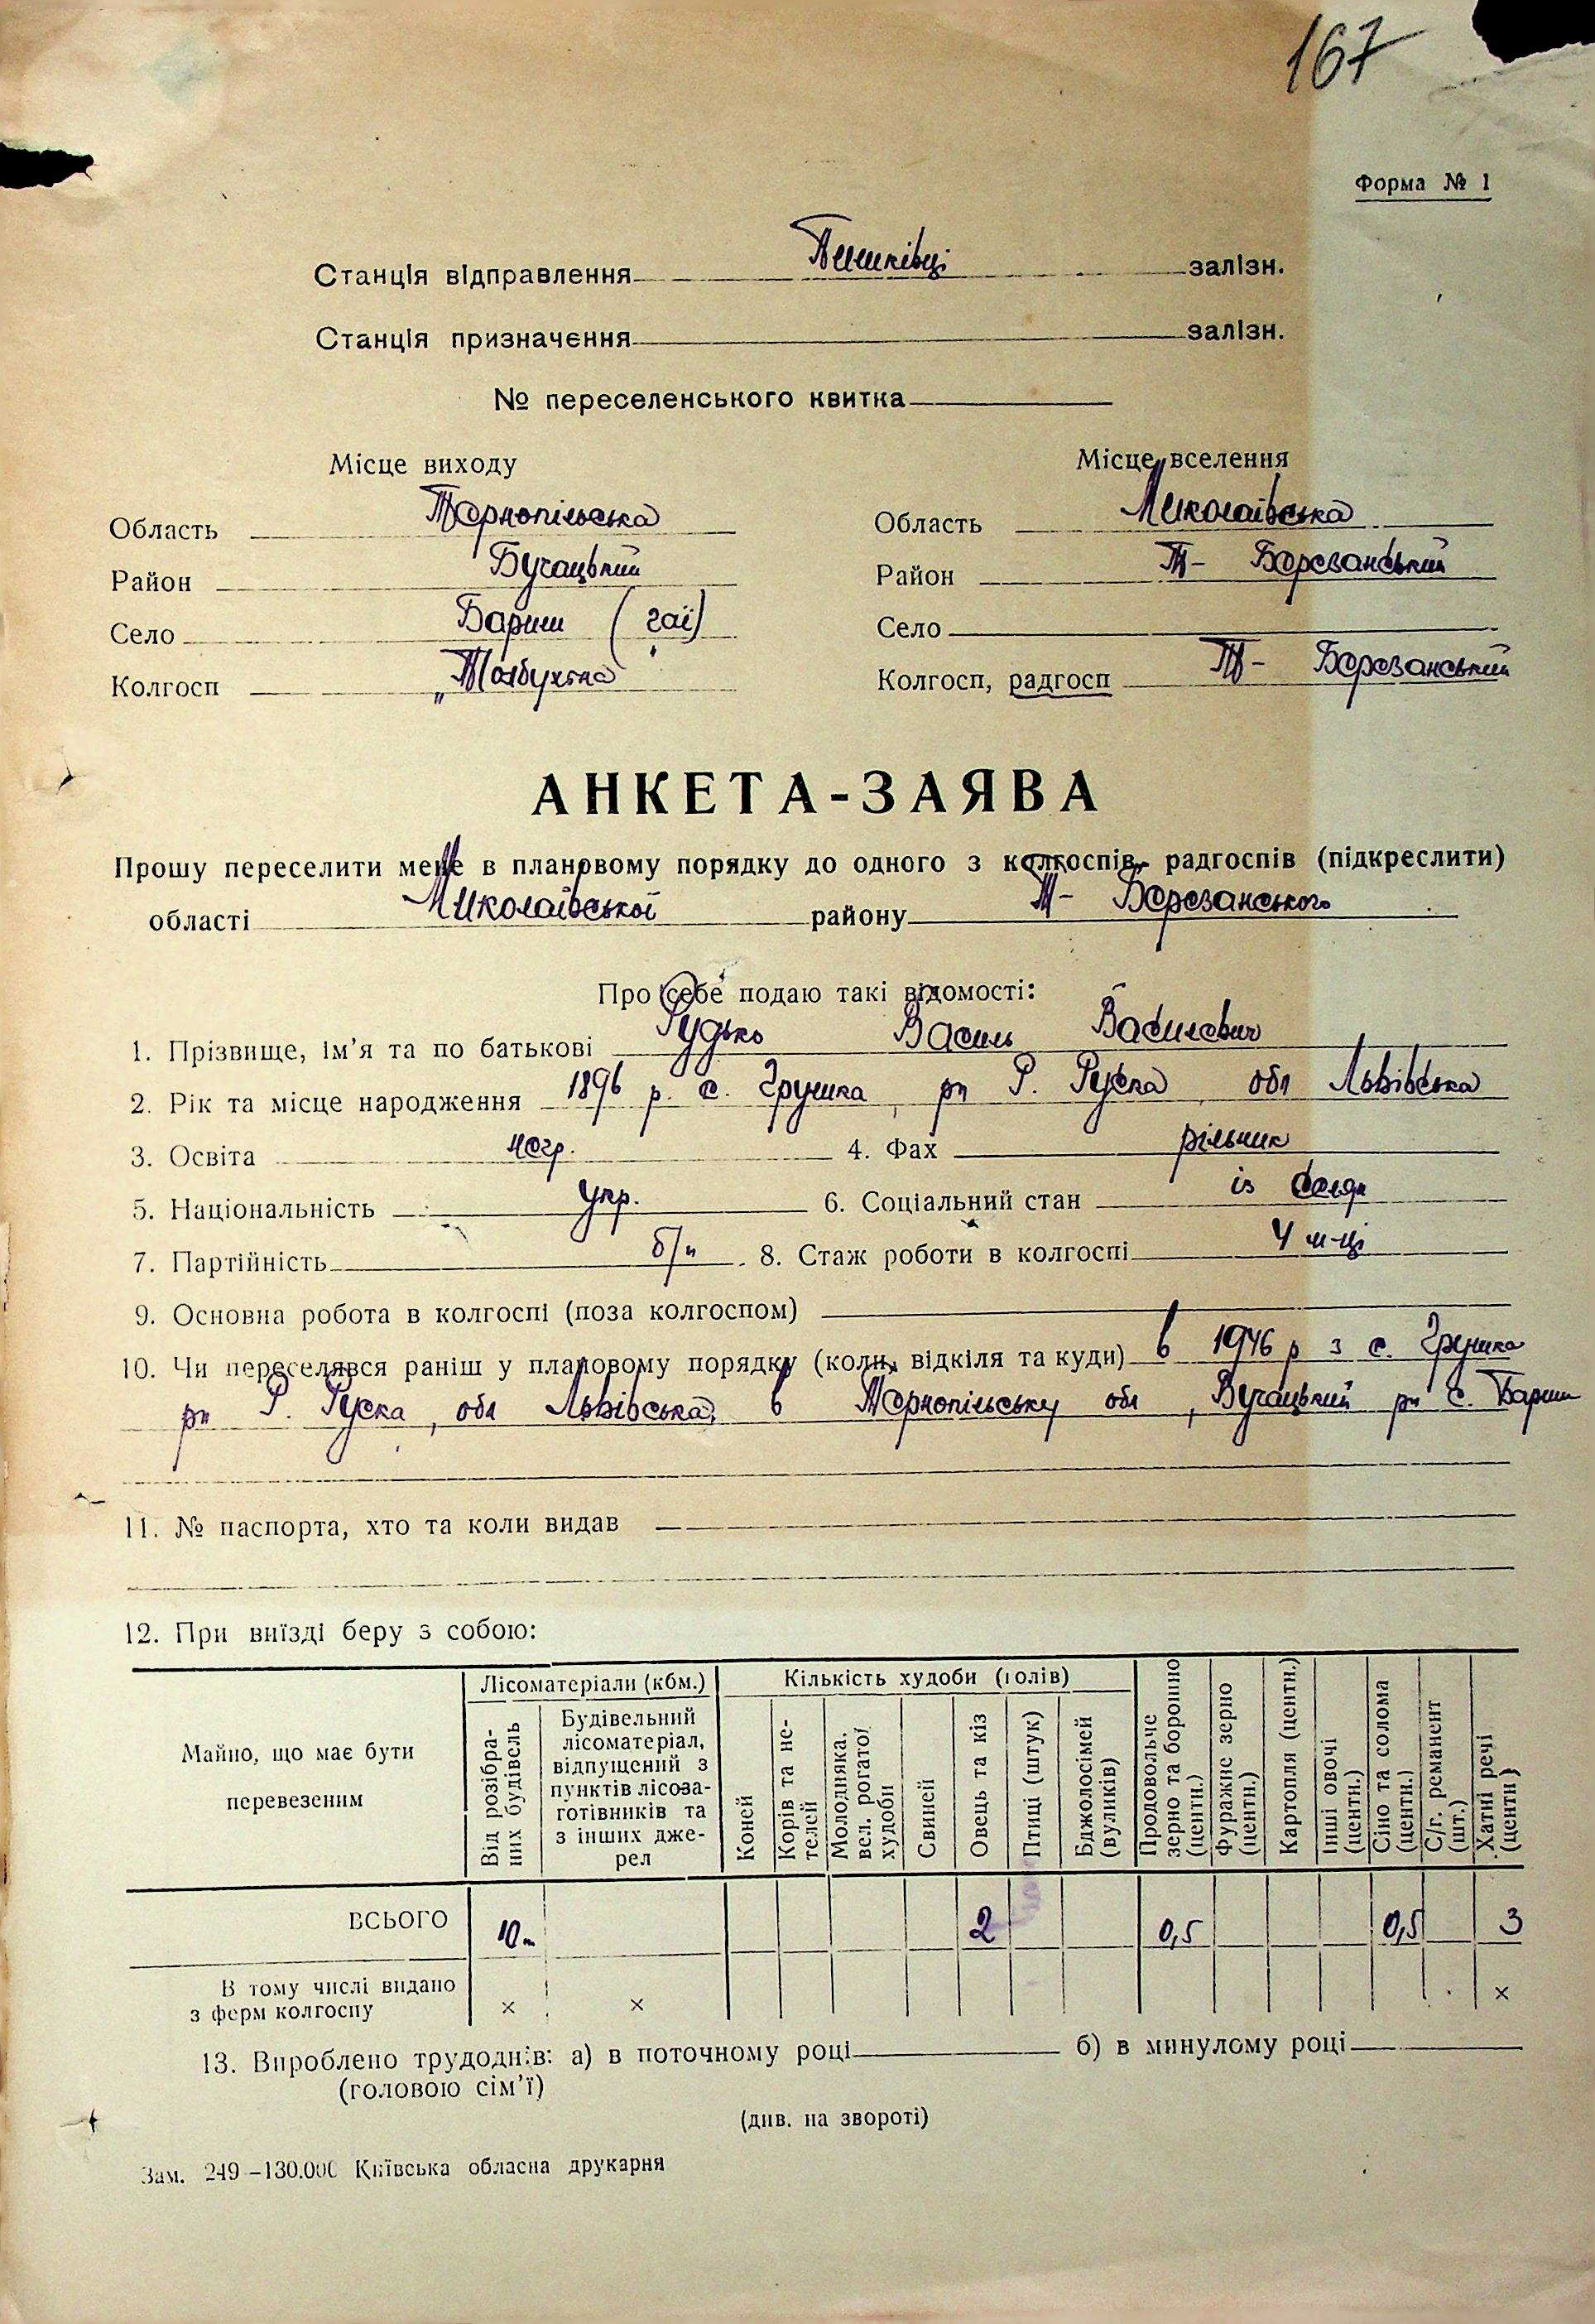 167
Форма № 1
Станція відправлення Пишківці залізн.
Станція призначення залізн.
№ переселенського квитка
Місце виходу Місце вселення
Область Тернопільська Область Миколаївська
Район Бучацький Район Т- Березанський
Село Бариш (гаї) Село
Колгосп „Толбухіна" Колгосп, радгосп Т- Березанський
АНКЕТА-ЗАЯВА
Прошу переселити мене в плановому порядку до одного з колгоспів, радгоспів (підкреслити)
області Миколаївської району Т- Березанського
Про себе подаю такі відомості:
1. Прізвище, ім'я та по батькові Рудько Василь Васильевич
2. Рік та місце народження 1896 р. с. Грушка, рн Р. Руська, обл Львівська
3. Освіта негр. 4. Фах рільник
5. Національність укр. 6. Соціальний стан із селян
7. Партійність б/п 8. Стаж роботи в колгоспі 4 м-ці
9. Основна робота в колгоспі (поза колгоспом)
10. Чи переселявся раніш у плановому порядку (коли, відкіля та куди) в 1946 р з с. Грушка
рн Р. Руска, обл Львівська, в Тернопільську обл, Бучацький рн с. Бариш
11. № паспорта, хто та коли видав
12. При виїзді беру з собою:
Майно, що має бути перевезеним
Лісоматеріали (кбм.)
Кількість худоби (голів)
Від розібраних будівель
Будівельний лісоматеріал, відпущений з пунктів лісозаготівників та з інших джерел
Коней
Корів та нетелей
Молодняка, вел. рогатої худоби
Свиней
Овець та кіз
Птиці (штук)
Бджолосімей (вуликів)
Продовольче зерно та борошно (центн.)
Фуражне зерно (центн.)
Картопля (центн.)
Інші овочі (центн.)
Сіно та солома (центн.)
С/г. реманент (шт.)
Хатні речі (центн)
ВСЬОГО 10 2 0,5 0,5 3
В тому числі видано з ферм колгоспу × × ×
13. Вироблено трудоднів: а) в поточному році б) в минулому році
(головою сім'ї)
(див. на звороті)
Зам. 249–130.000 Київська обласна друкарня